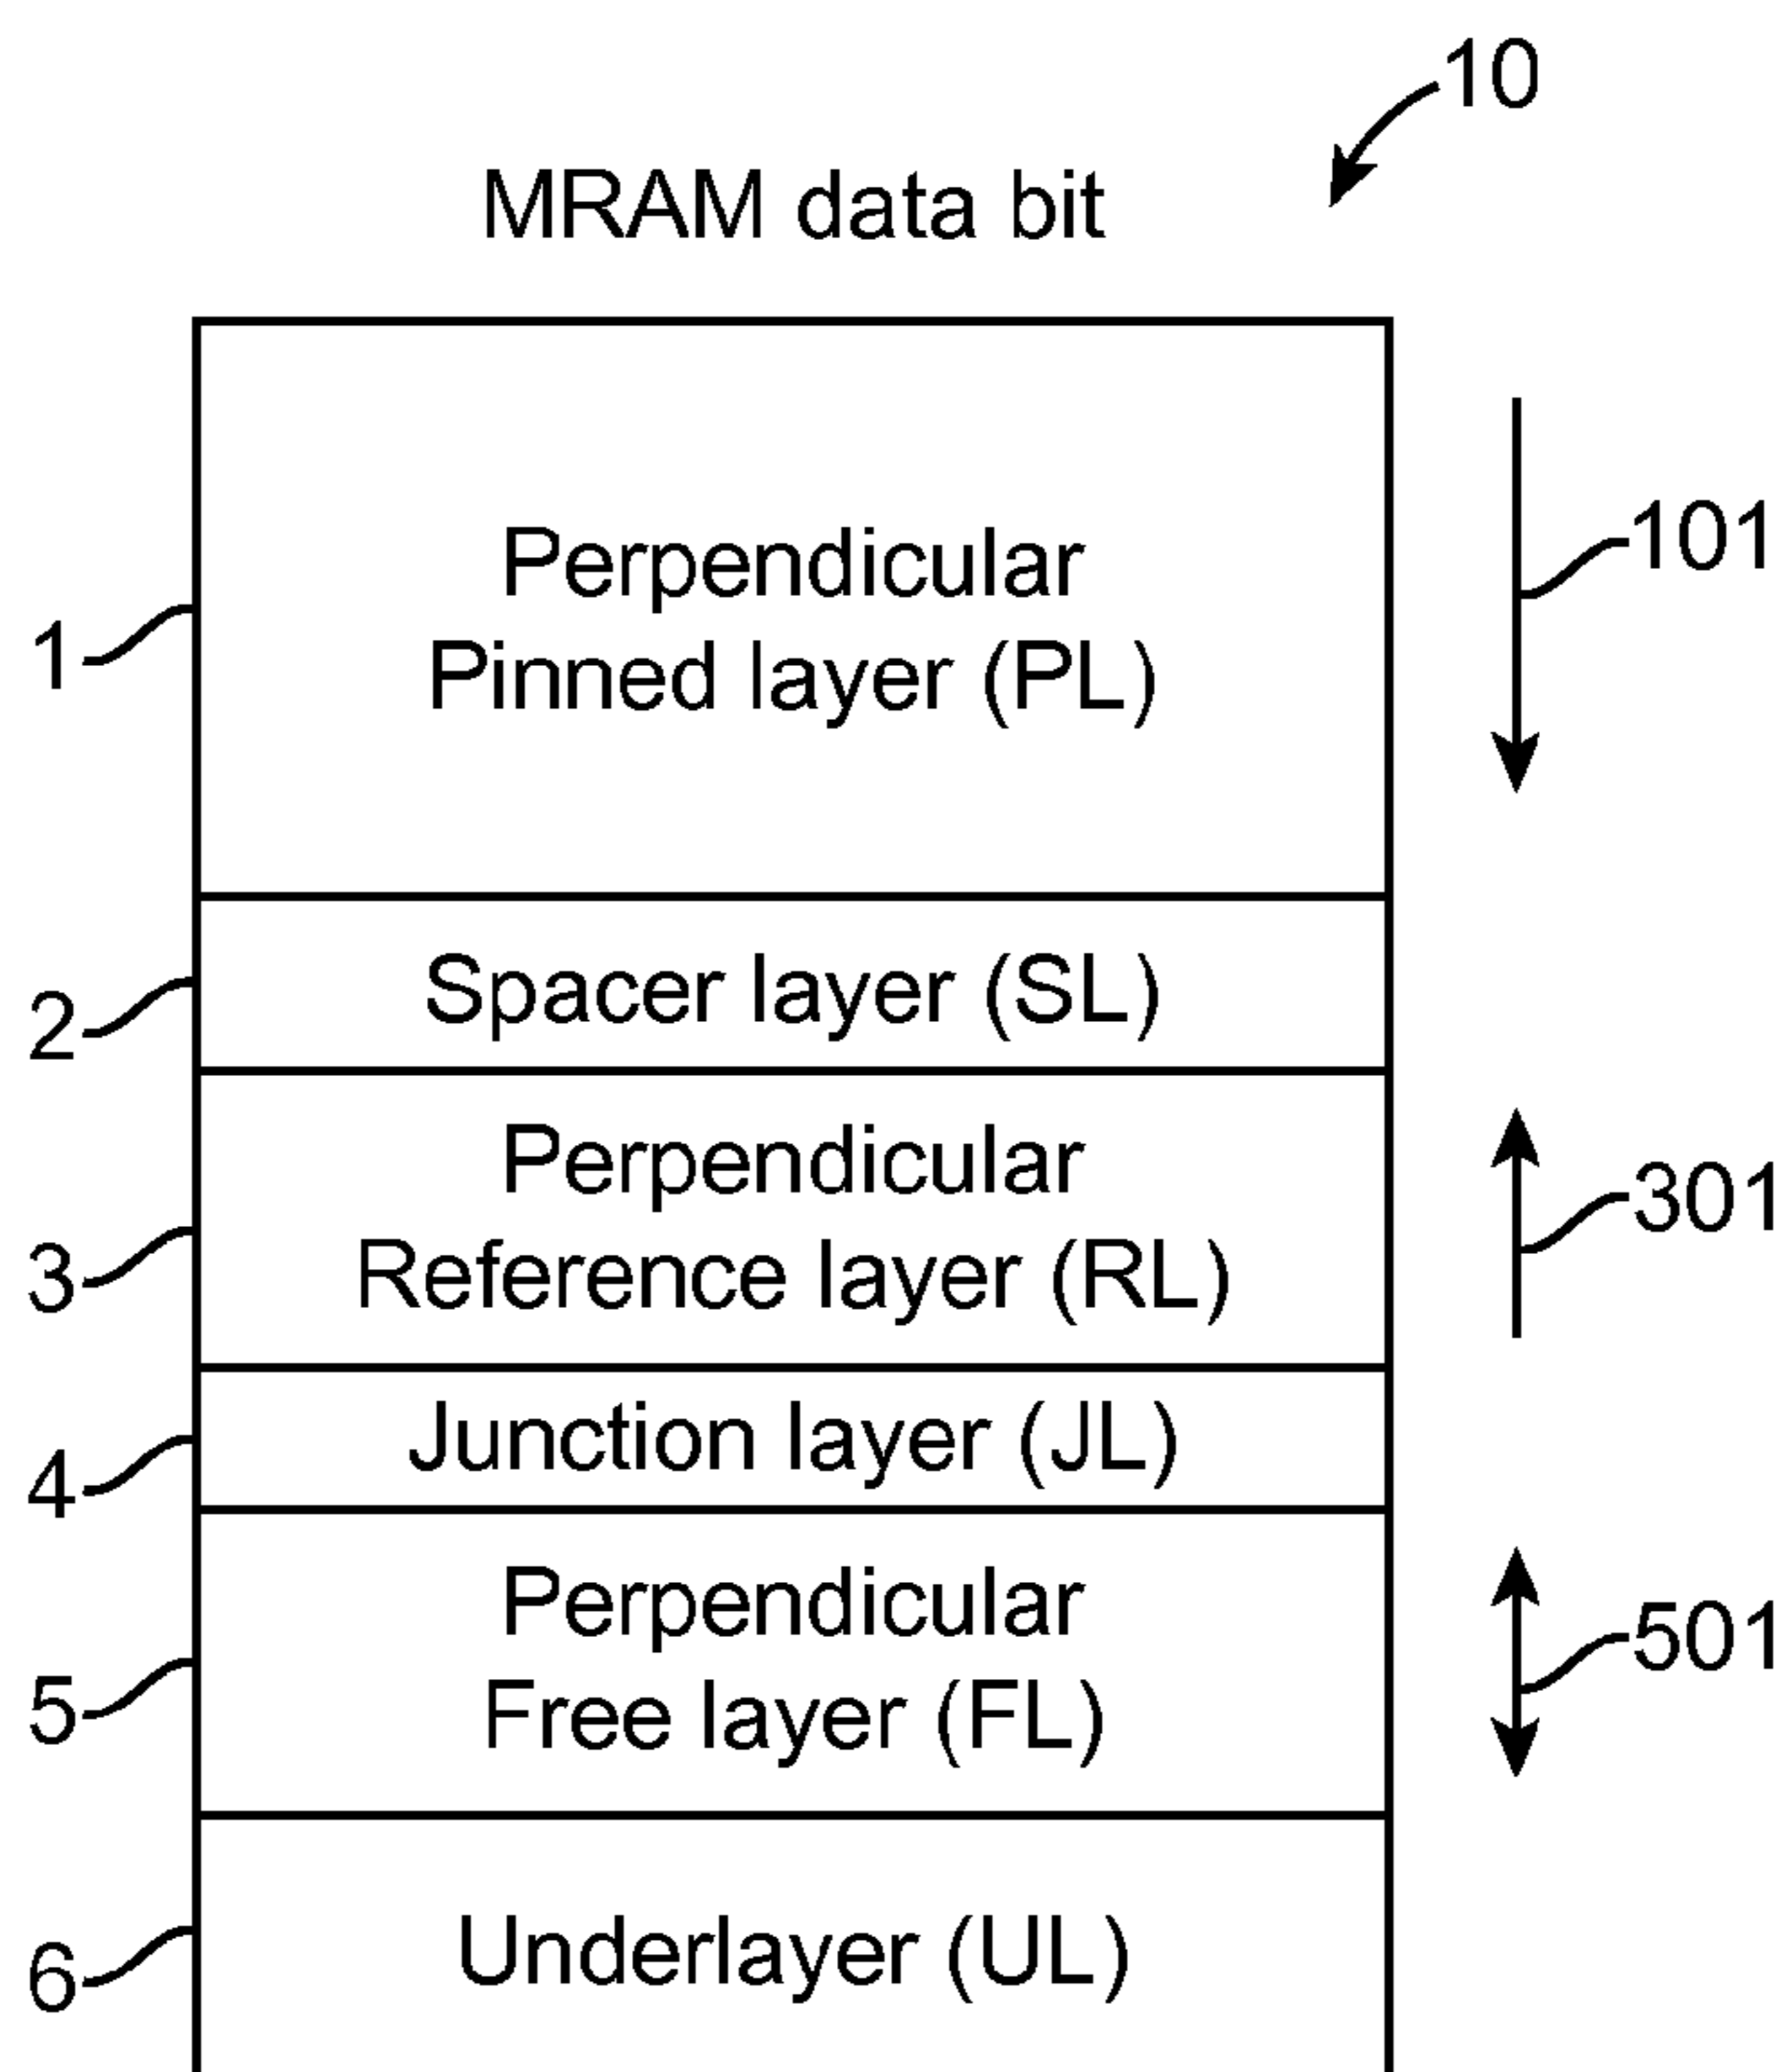 10
MRAM data bit
101
Perpendicular
1
Pinned layer (PL)
2
Spacer layer (SL)
Perpendicular
301
3
Reference layer (RL)
4
Junction layer (JL)
Perpendicular
501
5
Free layer (FL)
6
Underlayer (UL)